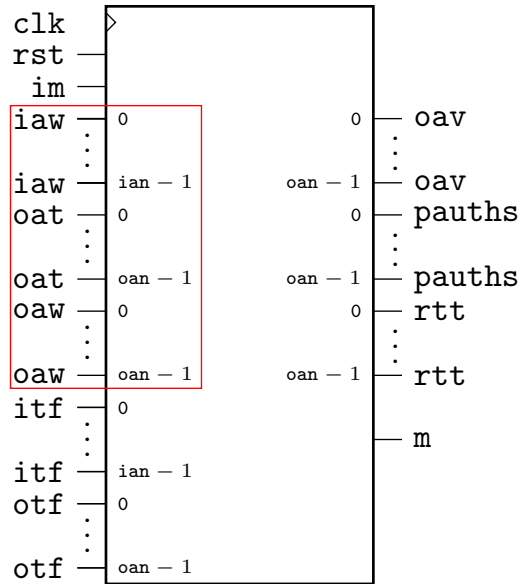 clk
rst
im
iaw 0 0 oav
iaw ian − 1 oan − 1 oav
oat 0 0 pauths
oat oan − 1 oan − 1 pauths
oaw 0 0 rtt
oaw oan − 1 oan − 1 rtt
itf 0
m
itf ian − 1
otf 0
otf oan − 1